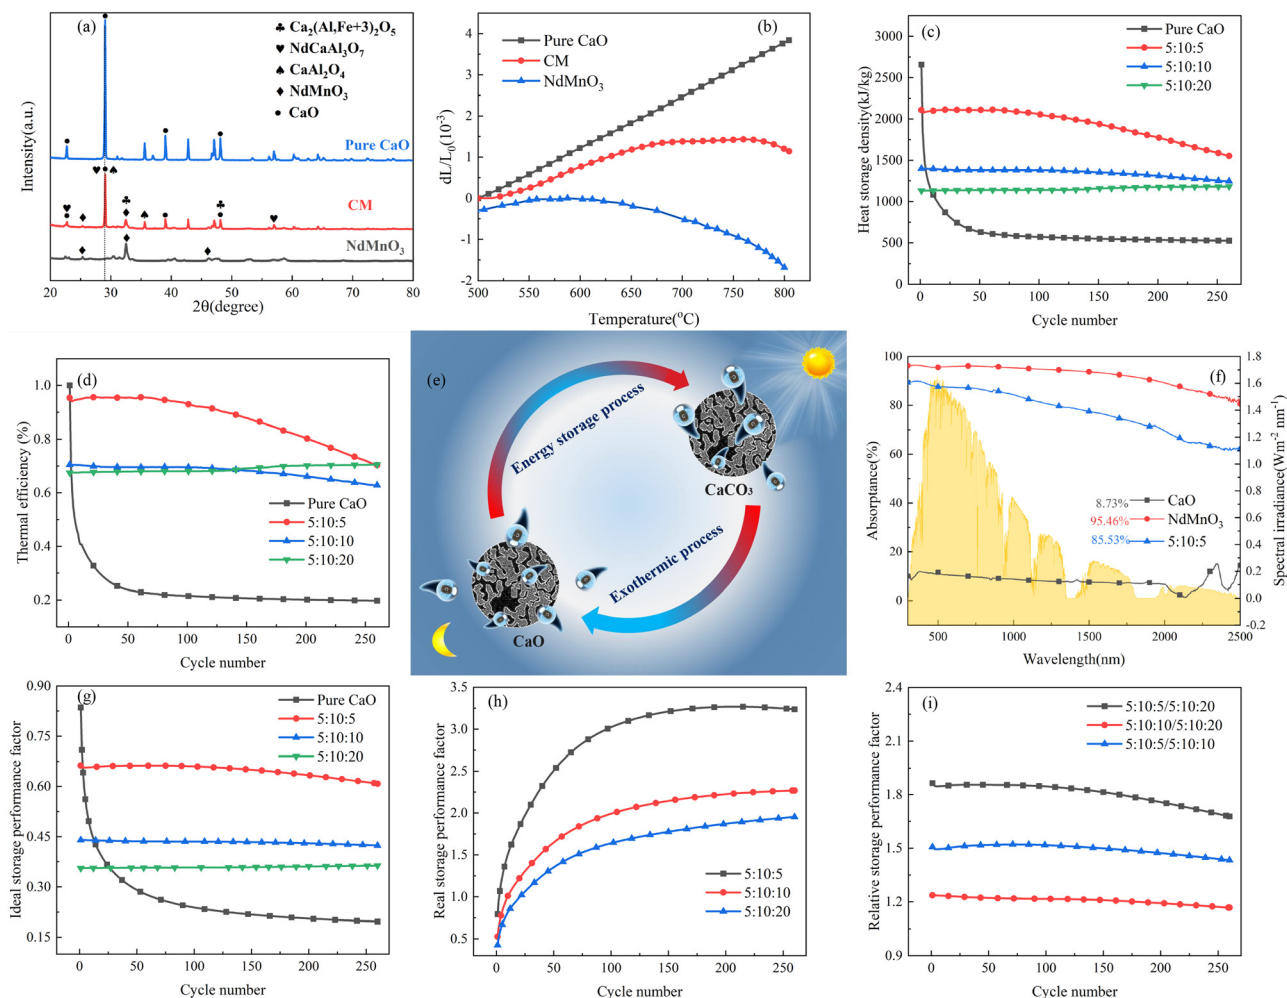 (a)
Intensity(a.u.)
♣ Ca₂(Al,Fe+3)₂O₅
♥ NdCaAl₃O₇
♠ CaAl₂O₄
♦ NdMnO₃
● CaO
Pure CaO
CM
NdMnO₃
20 29 30 40 50 60 70 80
2θ(degree)
(b)
dL/L₀(10⁻³)
4
3
2
1
0
-1
-2
Pure CaO
CM
NdMnO₃
500 550 600 650 700 750 800
Temperature(°C)
(c)
Heat storage density(kJ/kg)
3000
2500
2000
1500
1000
500
0
Pure CaO
5:10:5
5:10:10
5:10:20
0 50 100 150 200 250
Cycle number
(d)
Thermal efficiency (%)
1.0
0.8
0.6
0.4
0.2
Pure CaO
5:10:5
5:10:10
5:10:20
0 50 100 150 200 250
Cycle number
(e)
Energy storage process
CaCO₃
Exothermic process
CaO
(f)
Absorptance(%)
100
90
80
60
40
20
10
0
1.8
1.6
1.4
1.2
1.0
0.8
0.6
0.4
0.2
0.0
-0.2
Spectral irradiance(Wm⁻² nm⁻¹)
8.73% CaO
95.46% NdMnO₃
85.53% 5:10:5
500 1000 1500 2000 2500
Wavelength(nm)
(g)
Ideal storage performance factor
0.90
0.75
0.60
0.45
0.30
0.15
Pure CaO
5:10:5
5:10:10
5:10:20
0 50 100 150 200 250
Cycle number
(h)
Real storage performance factor
3.5
3.0
2.5
2.0
1.5
1.0
0.5
5:10:5
5:10:10
5:10:20
0 50 100 150 200 250
Cycle number
(i)
Relative storage performance factor
2.4
2.1
1.8
1.5
1.2
0.9
5:10:5/5:10:20
5:10:10/5:10:20
5:10:5/5:10:10
0 50 100 150 200 250
Cycle number